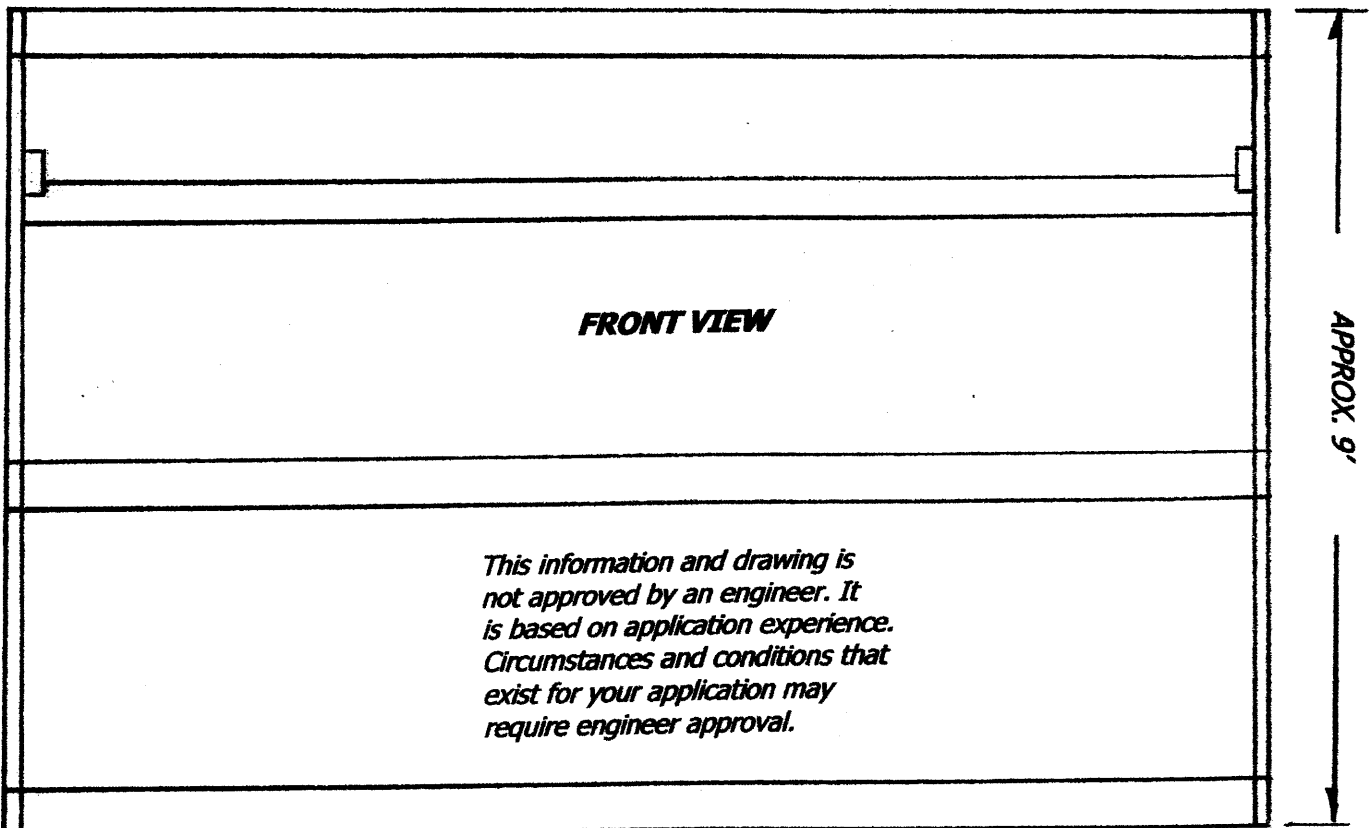 FRONT VIEW
APPROX. 9'
This information and drawing is
not approved by an engineer. It
is based on application experience.
Circumstances and conditions that
exist for your application may
require engineer approval.